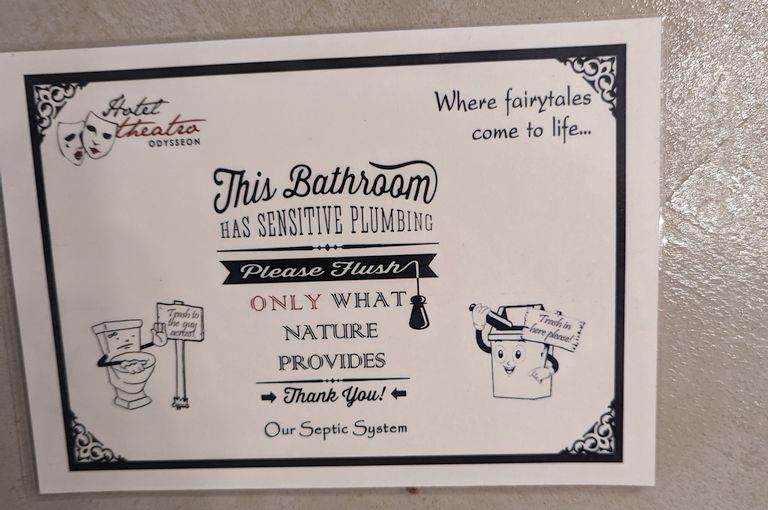 Hotel
theatro
ODYSSEON
Where fairytales
come to life...
This Bathroom
HAS SENSITIVE PLUMBING
Please Flush
ONLY WHAT
NATURE
PROVIDES
Thank You!
Our Septic System
Trash to
the guy
across!
Trash in
here please!